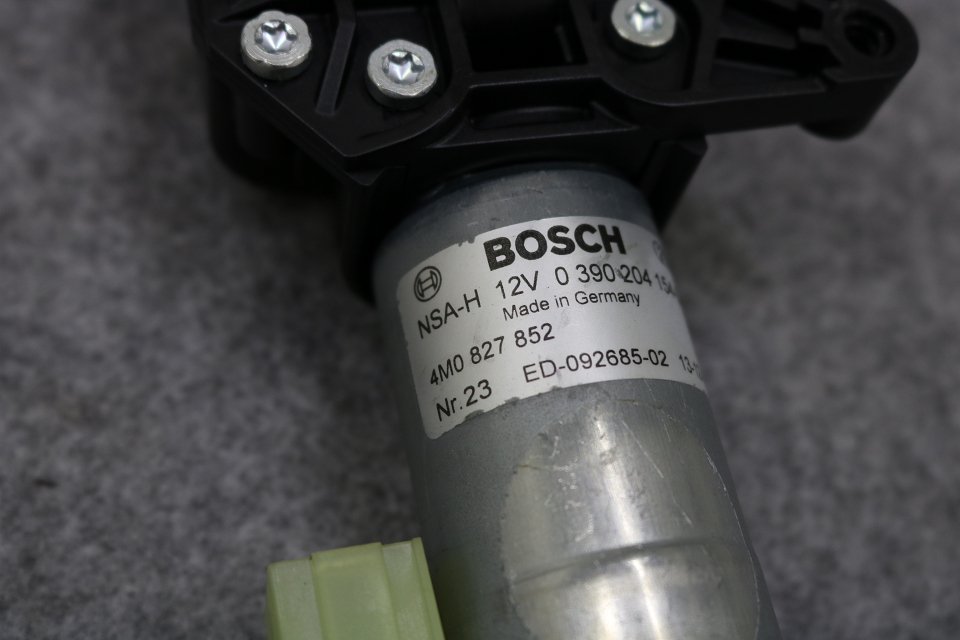 BOSCH
NSA-H 12V 0 390 204
Made in Germany
4M0 827 852
Nr.23 ED-092685-02